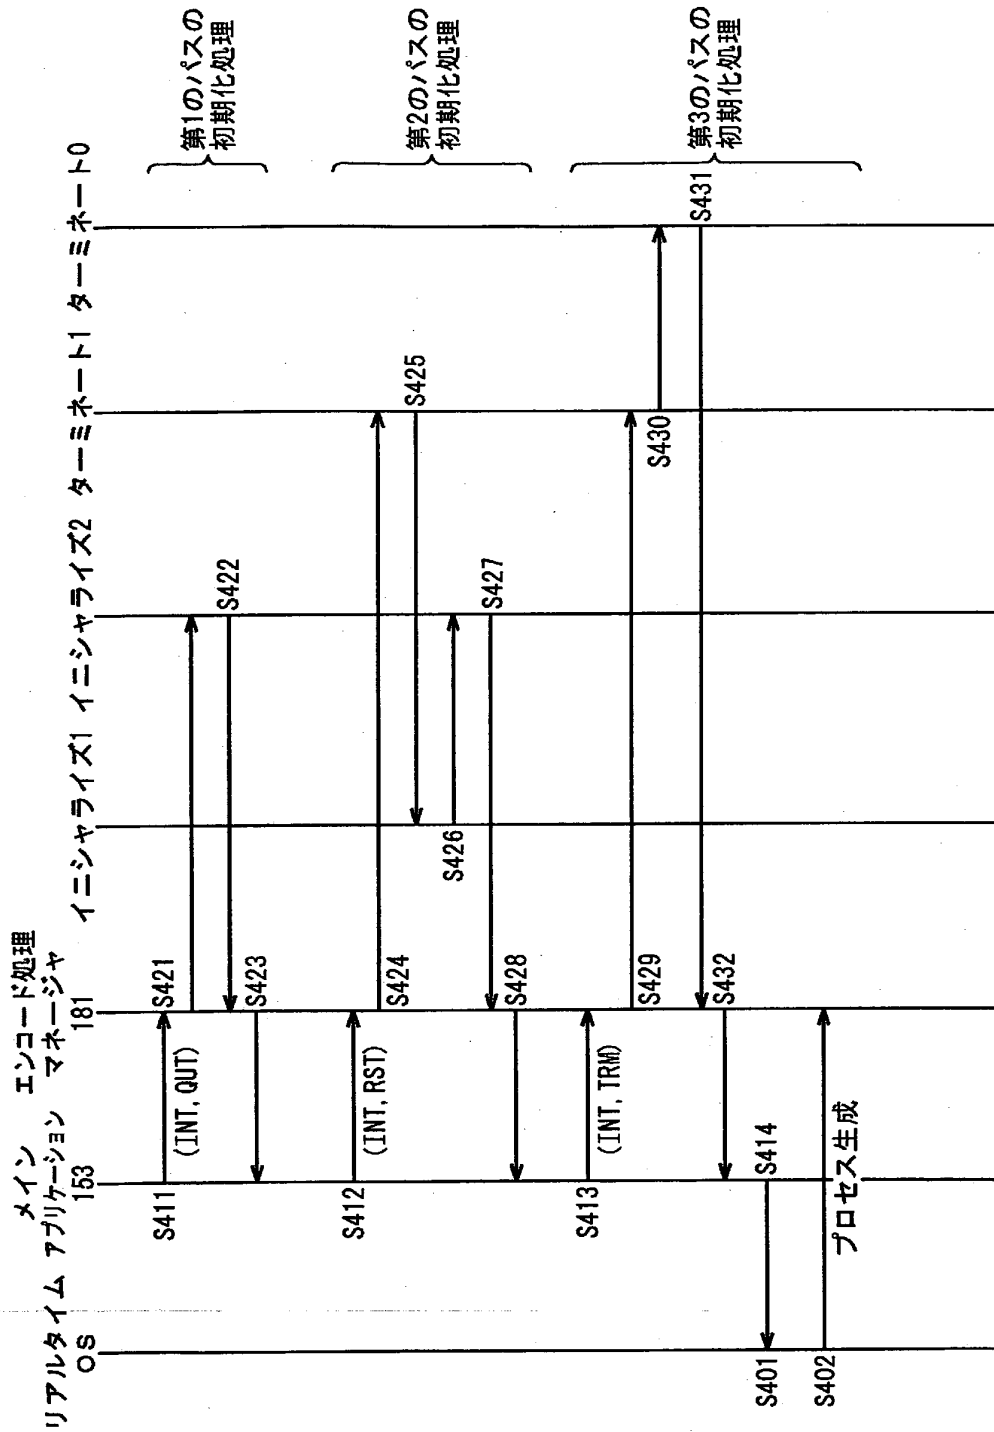 リアルタイム
OS
メイン
アプリケーション
153
エンコード処理
マネージャ
181
イニシャライズ1
イニシャライズ2
ターミネート1
ターミネート0
第1のパスの
初期化処理
第2のパスの
初期化処理
第3のパスの
初期化処理
S411
(INT, QUT)
S421
S422
S423
S412
(INT, RST)
S424
S425
S426
S427
S428
S413
(INT, TRM)
S429
S430
S431
S432
S414
S401
S402
プロセス生成